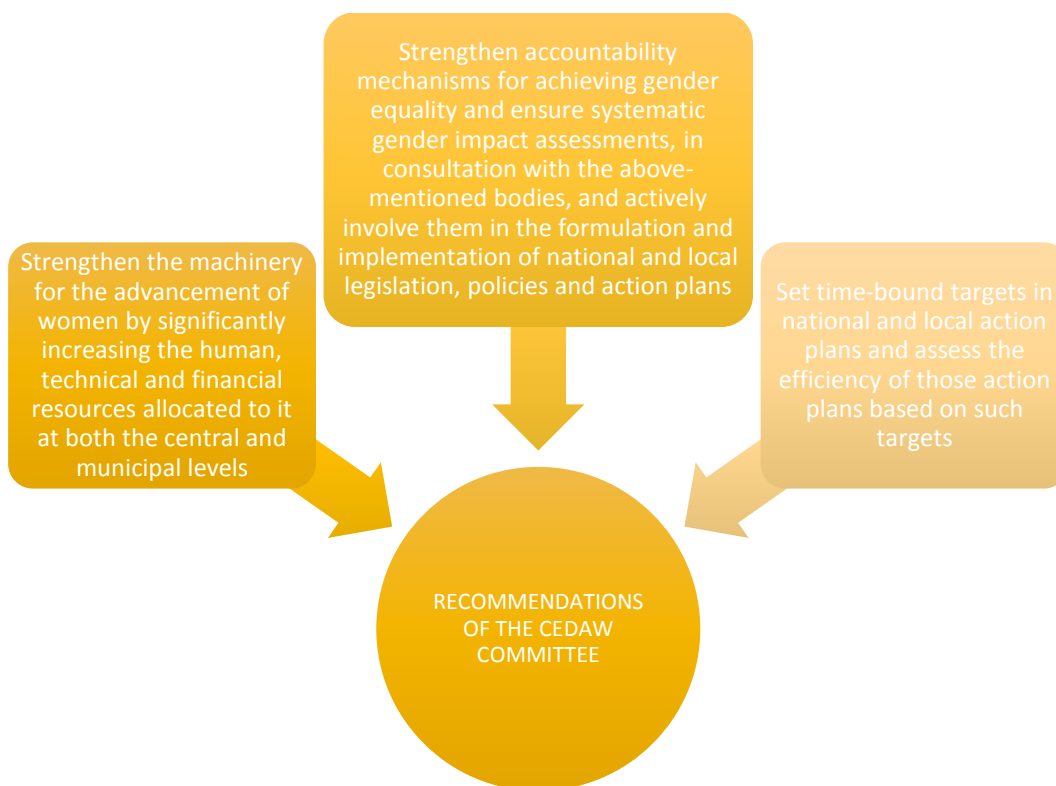 Strengthen accountability
mechanisms for achieving gender
equality and ensure systematic
gender impact assessments, in
consultation with the above-
mentioned bodies, and actively
involve them in the formulation and
implementation of national and local
legislation, policies and action plans
Strengthen the machinery
for the advancement of
women by significantly
increasing the human,
technical and financial
resources allocated to it
at both the central and
municipal levels
Set time-bound targets in
national and local action
plans and assess the
efficiency of those action
plans based on such
targets
RECOMMENDATIONS
OF THE CEDAW
COMMITTEE